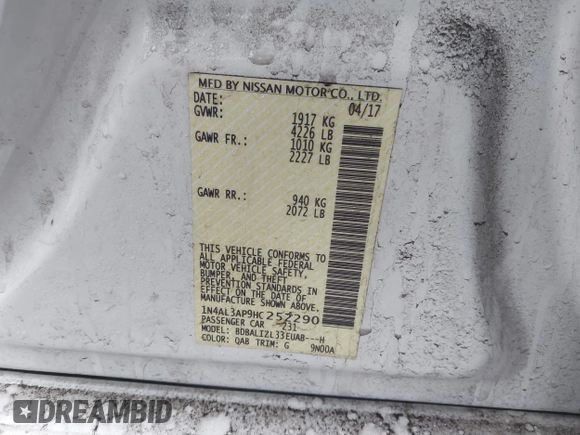 MFD BY NISSAN MOTOR CO., LTD.
DATE: 04/17
GVWR: 1917 KG
4226 LB
GAWR FR.: 1010 KG
2227 LB
GAWR RR.: 940 KG
2072 LB
THIS VEHICLE CONFORMS TO
ALL APPLICABLE FEDERAL
MOTOR VEHICLE SAFETY,
BUMPER, AND THEFT
PREVENTION STANDARDS IN
EFFECT ON THE DATE OF
MANUFACTURE SHOWN
ABOVE.
1N4AL3AP9HC252290
PASSENGER CAR 231
MODEL: BDBALIZL33EUAB---H
COLOR: QAB TRIM: G 9N00A
DREAMBID